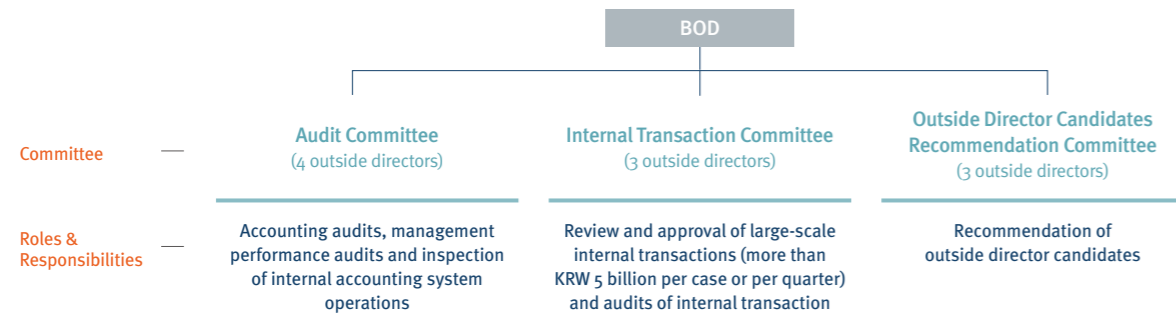 BOD
Committee
Audit Committee
(4 outside directors)
Internal Transaction Committee
(3 outside directors)
Outside Director Candidates
Recommendation Committee
(3 outside directors)
Roles &
Responsibilities
Accounting audits, management
performance audits and inspection
of internal accounting system
operations
Review and approval of large-scale
internal transactions (more than
KRW 5 billion per case or per quarter)
and audits of internal transaction
Recommendation of
outside director candidates